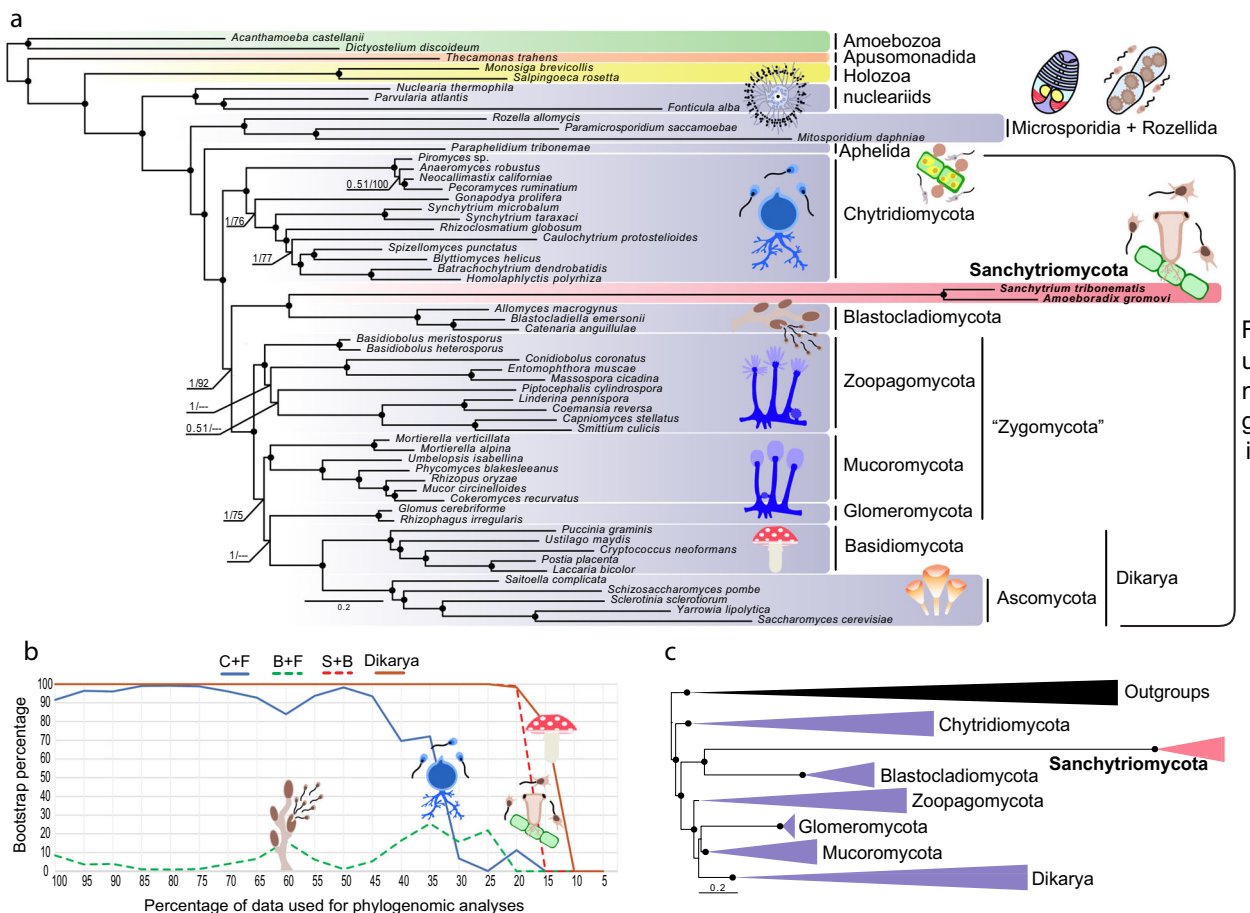 a
Acanthamoeba castellanii
Dictyostelium discoideum
Amoebozoa
Thecamonas trahens
Apusomonadida
Monosiga brevicollis
Salpingoeca rosetta
Holozoa
Nuclearia thermophila
Parvularia atlantis
Fonticula alba
nucleariids
Rozella allomycis
Paramicrosporidium saccamoebae
Mitosporidium daphniae
Microsporidia + Rozellida
Paraphelidium tribonemae
Aphelida
Piromyces sp.
Anaeromyces robustus
Neocallimastix californiae
Pecoramyces ruminatium
0.51/100
Gonapodya prolifera
Synchytrium microbalum
Synchytrium taraxaci
1/76
Rhizoclosmatium globosum
Caulochytrium protostelioides
Spizellomyces punctatus
1/77
Blyttiomyces helicus
Batrachochytrium dendrobatidis
Homolaphlyctis polyrhiza
Chytridiomycota
Sanchytriomycota
Sanchytrium tribonematis
Amoeboradix gromovi
Allomyces macrogynus
Blastocladiella emersonii
Catenaria anguillulae
Blastocladiomycota
Basidiobolus meristosporus
Basidiobolus heterosporus
Conidiobolus coronatus
Entomophthora muscae
Massospora cicadina
1/92
Piptocephalis cylindrospora
Linderina pennispora
1/---
Coemansia reversa
Capniomyces stellatus
0.51/---
Smittium culicis
Zoopagomycota
"Zygomycota"
Mortierella verticillata
Mortierella alpina
Umbelopsis isabellina
Phycomyces blakesleeanus
Rhizopus oryzae
Mucor circinelloides
Cokeromyces recurvatus
Mucoromycota
1/75
Glomus cerebriforme
Rhizophagus irregularis
Glomeromycota
1/---
Puccinia graminis
Ustilago maydis
Cryptococcus neoformans
Postia placenta
Laccaria bicolor
Basidiomycota
Dikarya
Saitoella complicata
Schizosaccharomyces pombe
Sclerotinia sclerotiorum
Yarrowia lipolytica
Saccharomyces cerevisiae
Ascomycota
0.2
F
u
n
g
i
b
C+F B+F S+B Dikarya
Bootstrap percentage
100
90
80
70
60
50
40
30
20
10
0
100 95 90 85 80 75 70 65 60 55 50 45 40 35 30 25 20 15 10 5
Percentage of data used for phylogenomic analyses
c
Outgroups
Chytridiomycota
Sanchytriomycota
Blastocladiomycota
Zoopagomycota
Glomeromycota
Mucoromycota
Dikarya
0.2